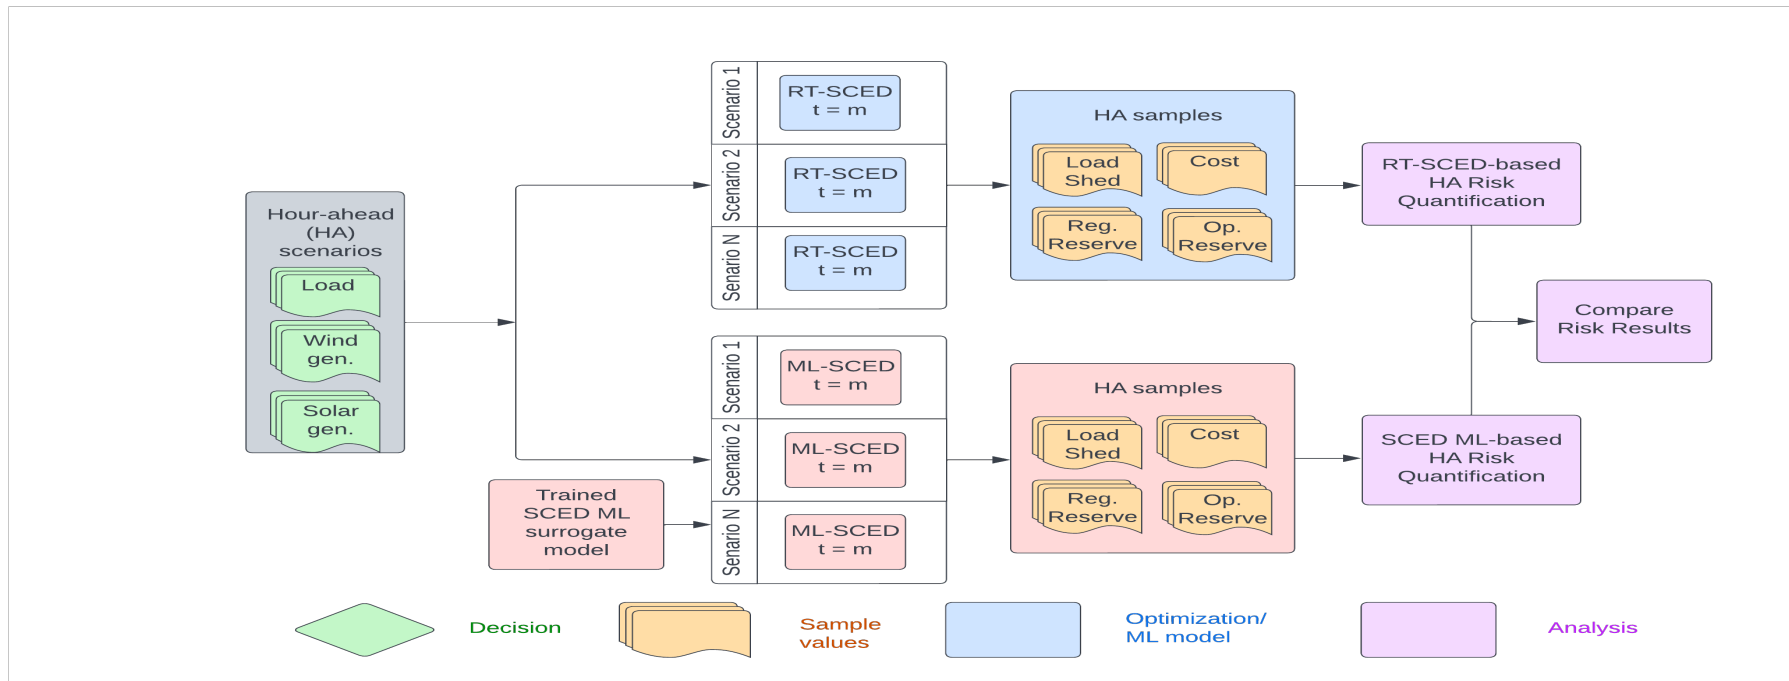 Hour-ahead
(HA)
scenarios
Load
Wind
gen.
Solar
gen.
Trained
SCED ML
surrogate
model
Scenario 1
RT-SCED
t = m
Scenario 2
RT-SCED
t = m
Senario N
RT-SCED
t = m
Scenario 1
ML-SCED
t = m
Scenario 2
ML-SCED
t = m
Senario N
ML-SCED
t = m
HA samples
Load
Shed
Cost
Reg.
Reserve
Op.
Reserve
HA samples
Load
Shed
Cost
Reg.
Reserve
Op.
Reserve
RT-SCED-based
HA Risk
Quantification
SCED ML-based
HA Risk
Quantification
Compare
Risk Results
Decision
Sample
values
Optimization/
ML model
Analysis